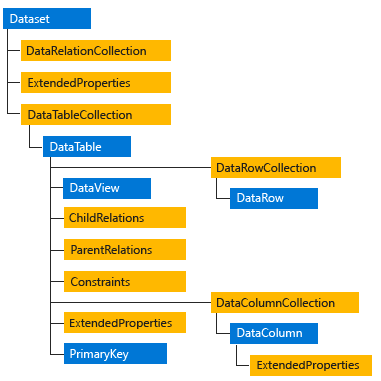 Dataset
DataRelationCollection
ExtendedProperties
DataTableCollection
DataTable
DataRowCollection
DataView
DataRow
ChildRelations
ParentRelations
Constraints
DataColumnCollection
ExtendedProperties
DataColumn
PrimaryKey
ExtendedProperties